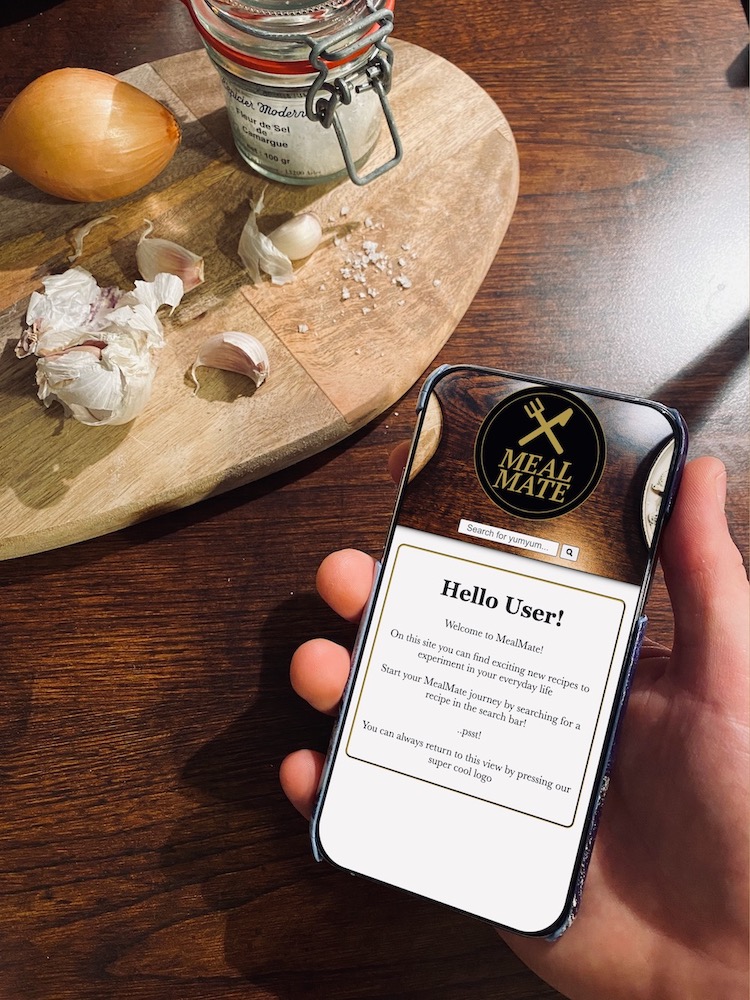 Fleur de Sel
de
Camargue
100 gr
MEAL
MATE
Search for yumyum...
Hello User!
Welcome to MealMate!
On this site you can find exciting new recipes to
experiment in your everyday life
Start your MealMate journey by searching for a
recipe in the search bar!
..psst!
You can always return to this view by pressing our
super cool logo